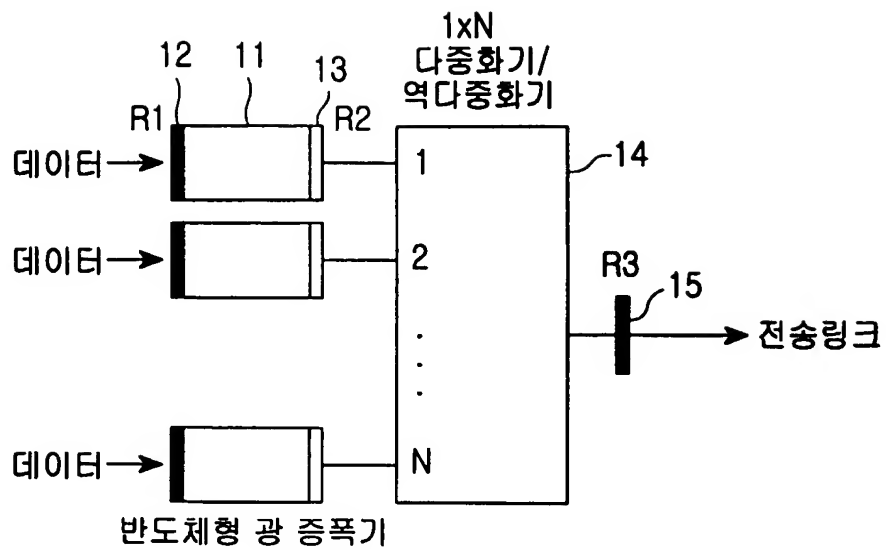 1xN
다중화기/
역다중화기
12
11
13
R1
R2
데이터
1
14
데이터
2
R3
15
전송링크
데이터
N
반도체형 광 증폭기